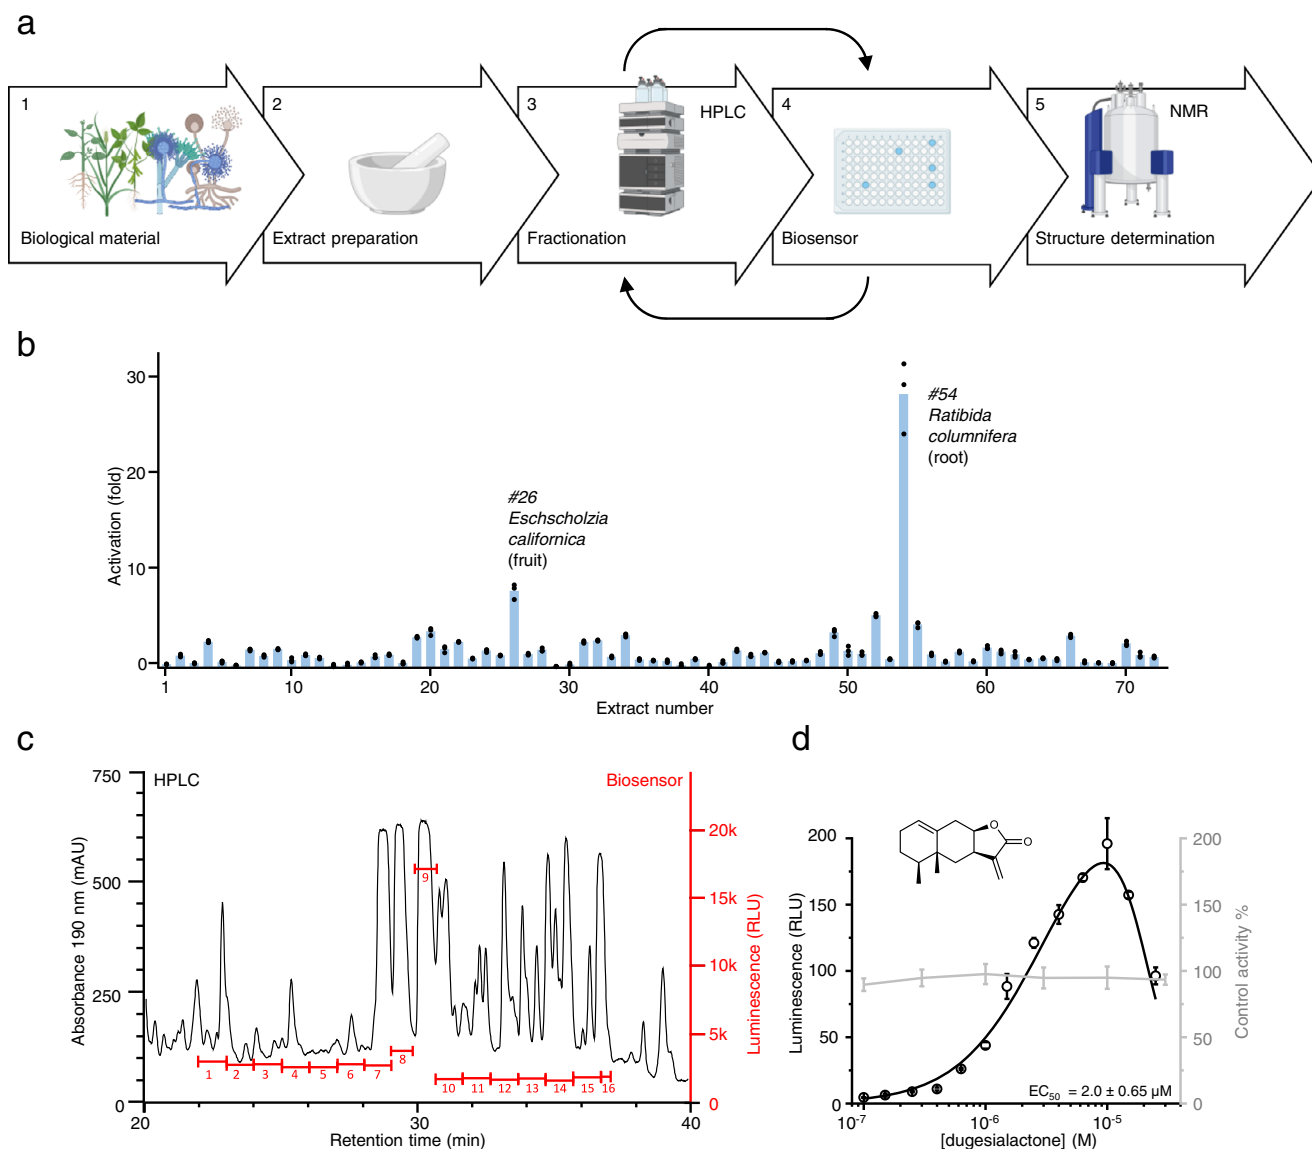 a
1
2
3
4
5
HPLC
NMR
Biological material
Extract preparation
Fractionation
Biosensor
Structure determination
b
Activation (fold)
30
20
10
0
#26
Eschscholzia
californica
(fruit)
#54
Ratibida
columnifera
(root)
1
10
20
30
40
50
60
70
Extract number
c
HPLC
Biosensor
Absorbance 190 nm (mAU)
750
500
250
0
20k
15k
10k
5k
0
Luminescence (RLU)
1
2
3
4
5
6
7
8
9
10
11
12
13
14
15
16
20
30
40
Retention time (min)
d
O
O
Luminescence (RLU)
200
150
100
50
0
200
150
100
50
0
Control activity %
EC50 = 2.0 ± 0.65 µM
10-7
10-6
10-5
[dugesialactone] (M)